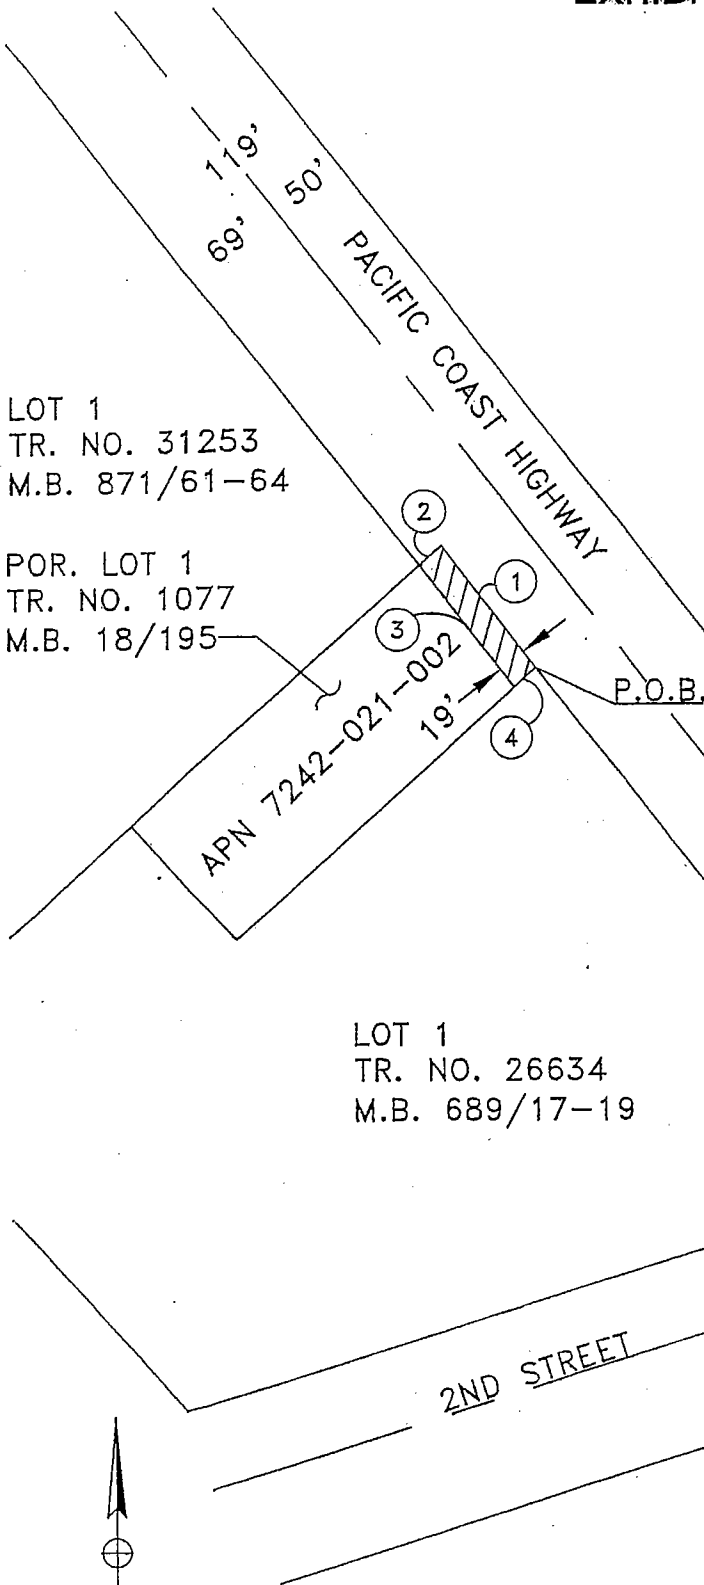 119'
50'
69'
PACIFIC COAST HIGHWAY
LOT 1
TR. NO. 31253
M.B. 871/61-64
2
1
POR. LOT 1
TR. NO. 1077
M.B. 18/195
3
P.O.B.
19'
4
APN 7242-021-002
LOT 1
TR. NO. 26634
M.B. 689/17-19
2ND STREET